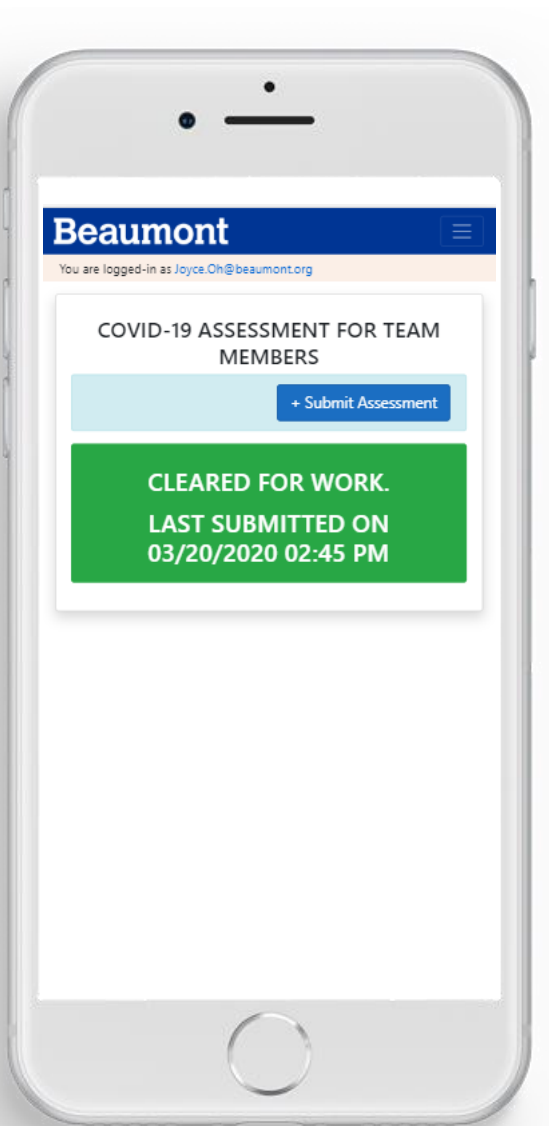 Beaumont
You are logged-in as Joyce.Oh@beaumont.org
COVID-19 ASSESSMENT FOR TEAM
MEMBERS
+ Submit Assessment
CLEARED FOR WORK.
LAST SUBMITTED ON
03/20/2020 02:45 PM